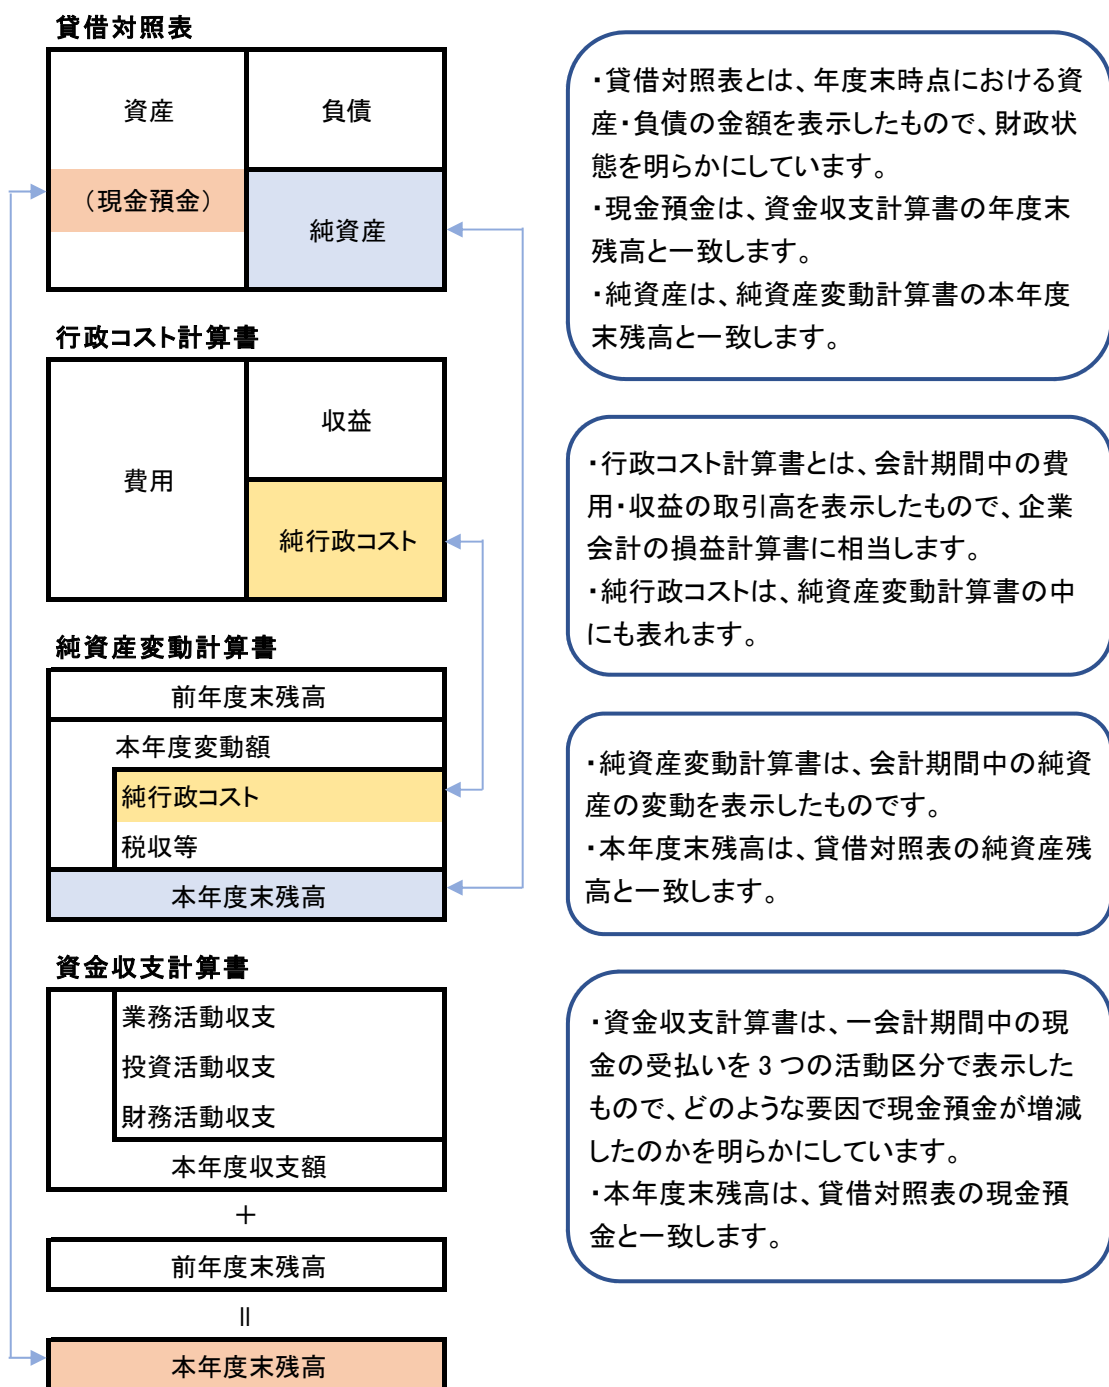 貸借対照表
資産
負債
（現金預金）
純資産
・貸借対照表とは、年度末時点における資
産・負債の金額を表示したもので、財政状
態を明らかにしています。
・現金預金は、資金収支計算書の年度末
残高と一致します。
・純資産は、純資産変動計算書の本年度
末残高と一致します。
行政コスト計算書
費用
収益
純行政コスト
・行政コスト計算書とは、会計期間中の費
用・収益の取引高を表示したもので、企業
会計の損益計算書に相当します。
・純行政コストは、純資産変動計算書の中
にも表れます。
純資産変動計算書
前年度末残高
本年度変動額
純行政コスト
税収等
本年度末残高
・純資産変動計算書は、会計期間中の純資
産の変動を表示したものです。
・本年度末残高は、貸借対照表の純資産残
高と一致します。
資金収支計算書
業務活動収支
投資活動収支
財務活動収支
本年度収支額
＋
前年度末残高
＝
本年度末残高
・資金収支計算書は、一会計期間中の現
金の受払いを 3 つの活動区分で表示した
もので、どのような要因で現金預金が増減
したのかを明らかにしています。
・本年度末残高は、貸借対照表の現金預
金と一致します。